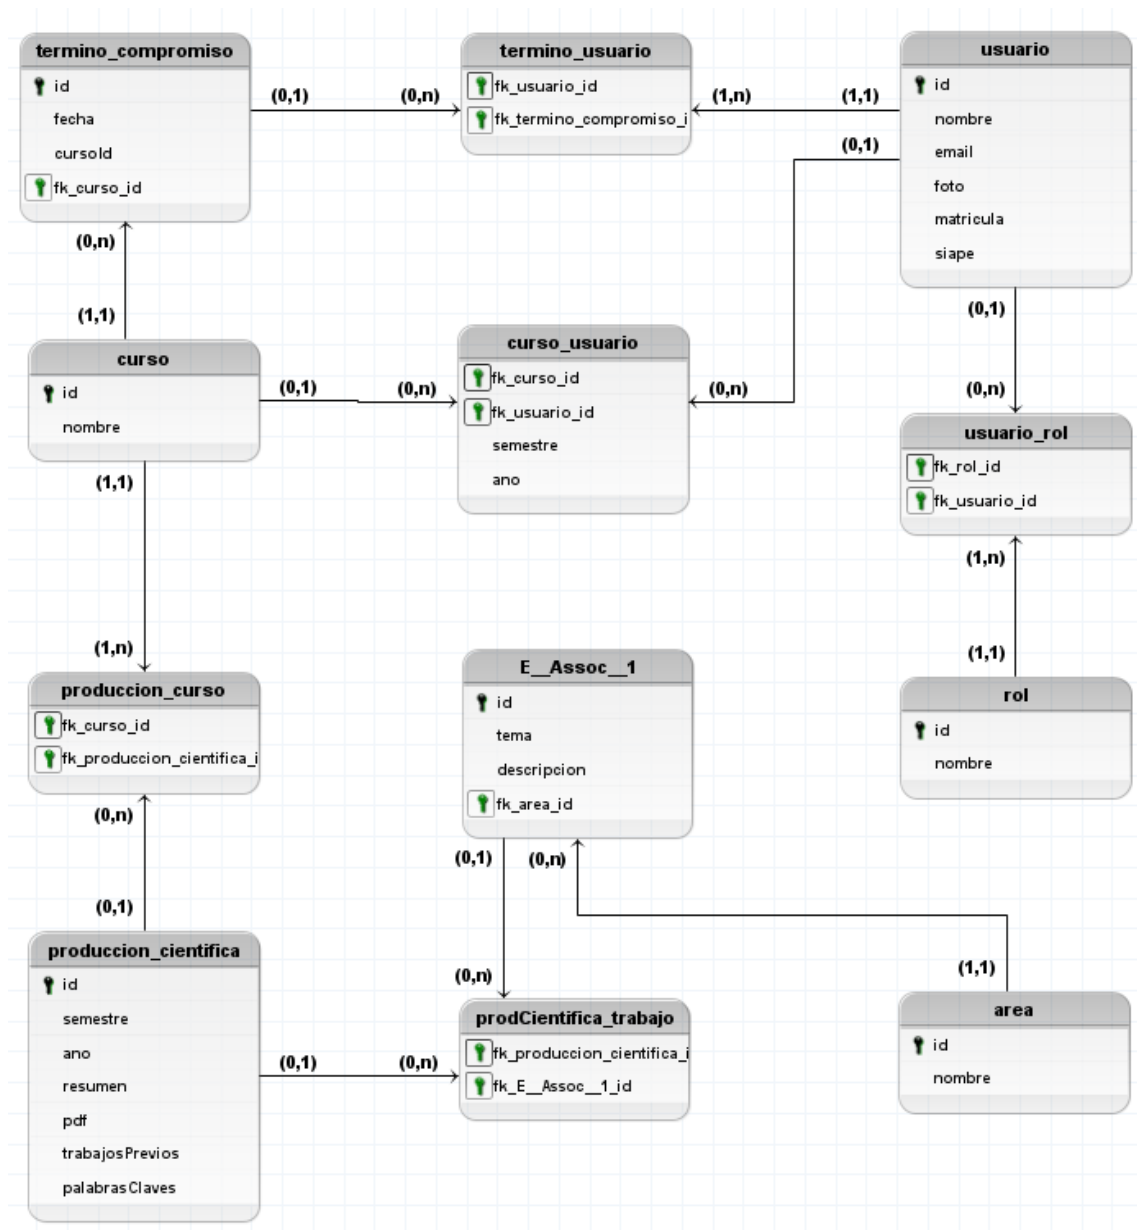 termino_compromiso
id
fecha
cursoId
fk_curso_id
(0,1)
(0,n)
termino_usuario
fk_usuario_id
fk_termino_compromiso_i
(1,n)
(1,1)
usuario
id
nombre
email
foto
matricula
siape
(0,1)
(0,n)
(1,1)
curso
id
nombre
(0,1)
(0,n)
curso_usuario
fk_curso_id
fk_usuario_id
semestre
ano
(0,n)
(0,1)
(0,n)
usuario_rol
fk_rol_id
fk_usuario_id
(1,n)
(1,1)
rol
id
nombre
(1,1)
(1,n)
produccion_curso
fk_curso_id
fk_produccion_cientifica_i
(0,n)
(0,1)
E__Assoc__1
id
tema
descripcion
fk_area_id
(0,1)
(0,n)
(0,n)
(1,1)
produccion_cientifica
id
semestre
ano
resumen
pdf
trabajosPrevios
palabrasClaves
(0,1)
(0,n)
prodCientifica_trabajo
fk_produccion_cientifica_i
fk_E__Assoc__1_id
area
id
nombre